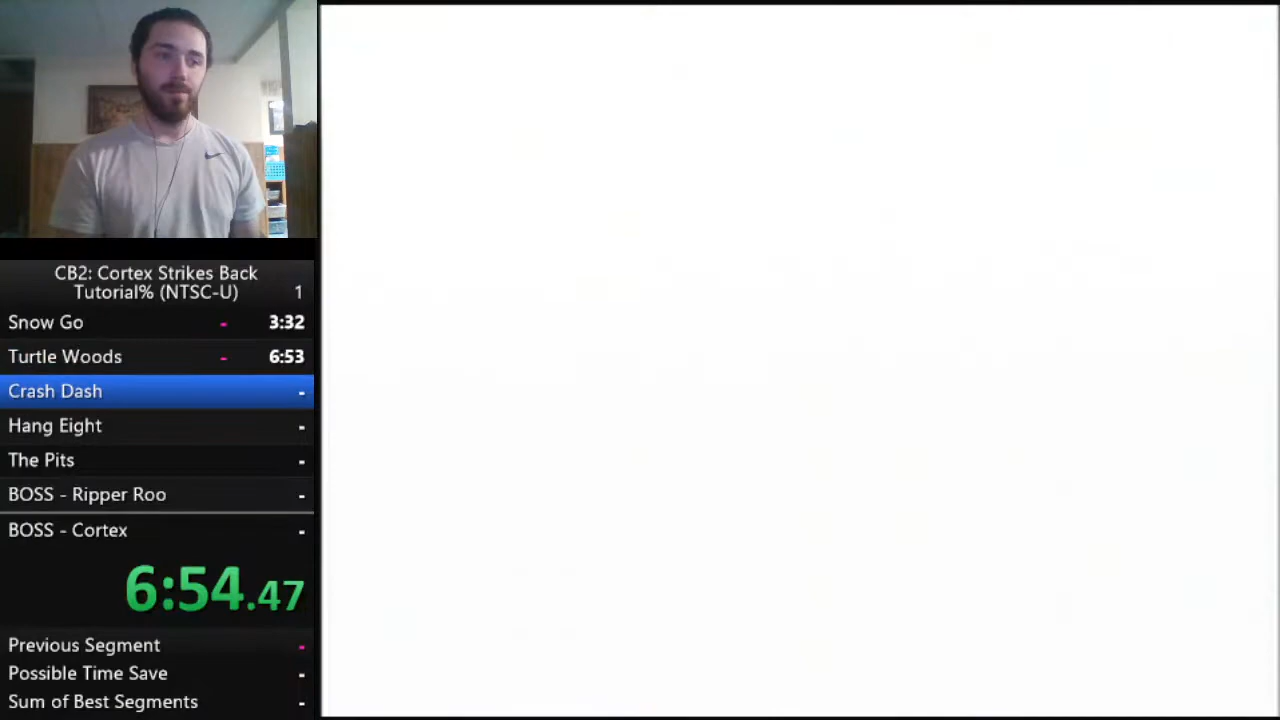 CB2: Cortex Strikes Back
Tutorial% (NTSC-U) 1
Snow Go - 3:32
Turtle Woods - 6:53
Crash Dash -
Hang Eight -
The Pits -
BOSS - Ripper Roo -
BOSS - Cortex -
6:54.47
Previous Segment -
Possible Time Save -
Sum of Best Segments -